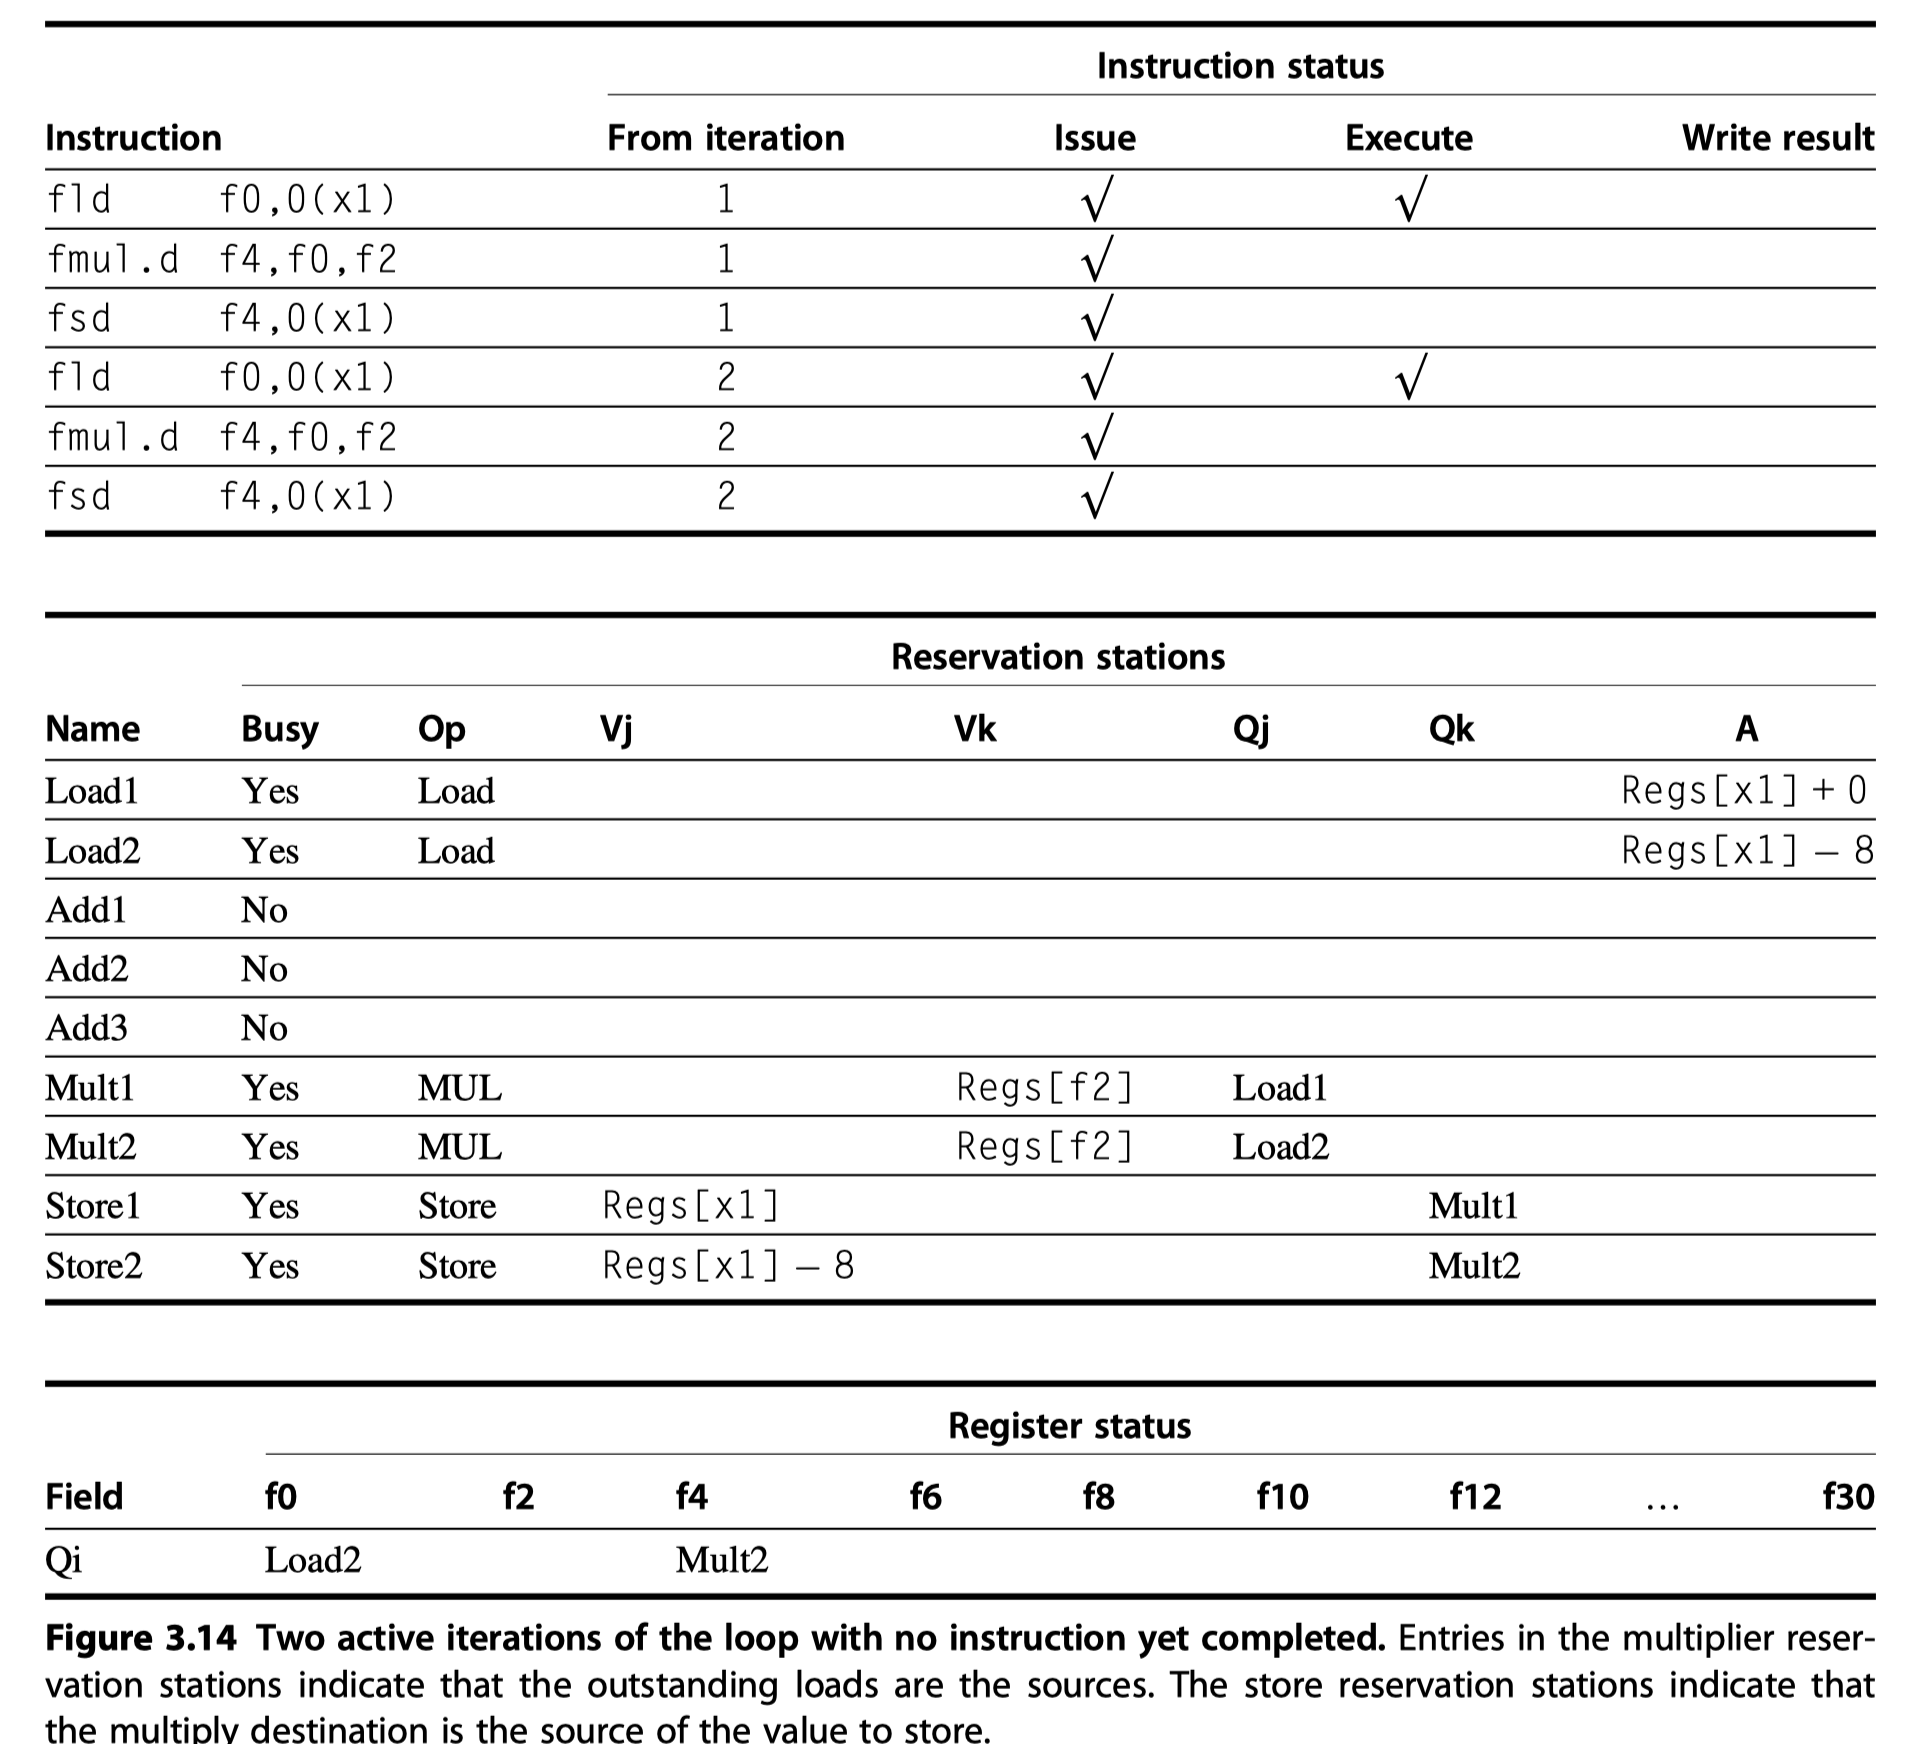 Instruction status
Instruction From iteration Issue Execute Write result
fld f0,0(x1) 1 √ √
fmul.d f4,f0,f2 1 √
fsd f4,0(x1) 1 √
fld f0,0(x1) 2 √ √
fmul.d f4,f0,f2 2 √
fsd f4,0(x1) 2 √
Reservation stations
Name Busy Op Vj Vk Qj Qk A
Load1 Yes Load Regs[x1] + 0
Load2 Yes Load Regs[x1] − 8
Add1 No
Add2 No
Add3 No
Mult1 Yes MUL Regs[f2] Load1
Mult2 Yes MUL Regs[f2] Load2
Store1 Yes Store Regs[x1] Mult1
Store2 Yes Store Regs[x1] − 8 Mult2
Register status
Field f0 f2 f4 f6 f8 f10 f12 … f30
Qi Load2 Mult2
Figure 3.14 Two active iterations of the loop with no instruction yet completed. Entries in the multiplier reser-
vation stations indicate that the outstanding loads are the sources. The store reservation stations indicate that
the multiply destination is the source of the value to store.